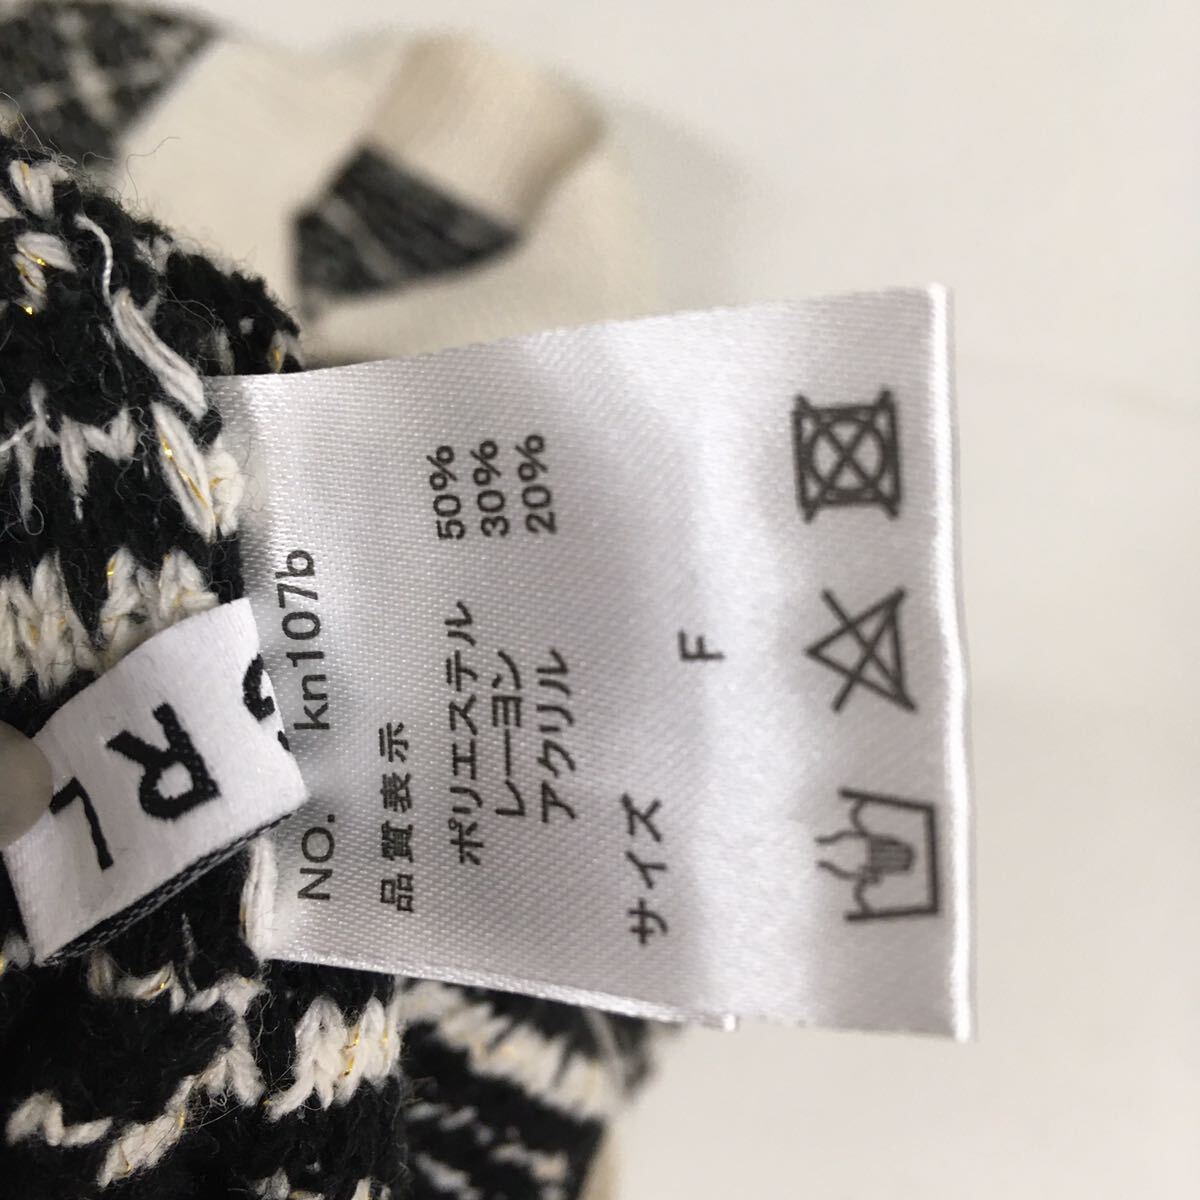 NO. kn107b
品質表示
ポリエステル 50%
レーヨン 30%
アクリル 20%
サイズ F